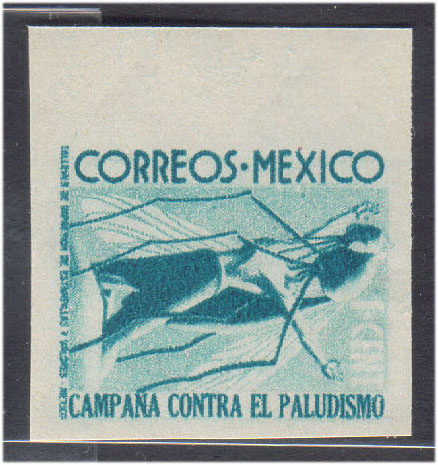 CORREOS·MEXICO
CAMPAÑA CONTRA EL PALUDISMO